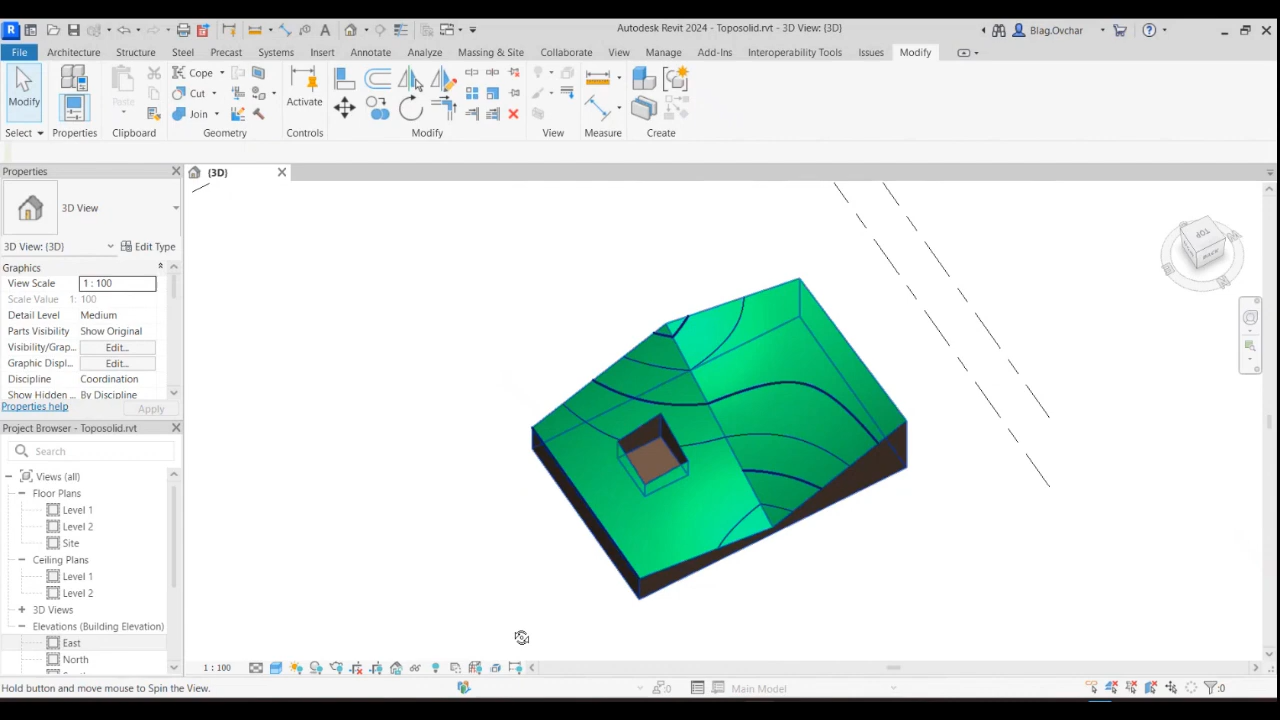 R
Autodesk Revit 2024 - Toposolid.rvt - 3D View: {3D}
Blag.Ovchar
File Architecture Structure Steel Precast Systems Insert Annotate Analyze Massing & Site Collaborate View Manage Add-Ins Interoperability Tools Issues Modify
Modify
Paste
Cope
Cut
Join
Activate
Select Properties Clipboard Geometry Controls Modify View Measure Create
Properties
(3D)
3D View
3D View: {3D} Edit Type
Graphics
View Scale 1 : 100
Scale Value 1: 100
Detail Level Medium
Parts Visibility Show Original
Visibility/Grap... Edit...
Graphic Displ... Edit...
Discipline Coordination
Show Hidden ... By Discipline
Properties help Apply
Project Browser - Toposolid.rvt
Search
Views (all)
Floor Plans
Level 1
Level 2
Site
Ceiling Plans
Level 1
Level 2
3D Views
Elevations (Building Elevation)
East
North
TOP
BACK
1 : 100
Hold button and move mouse to Spin the View.
:0
Main Model
:0